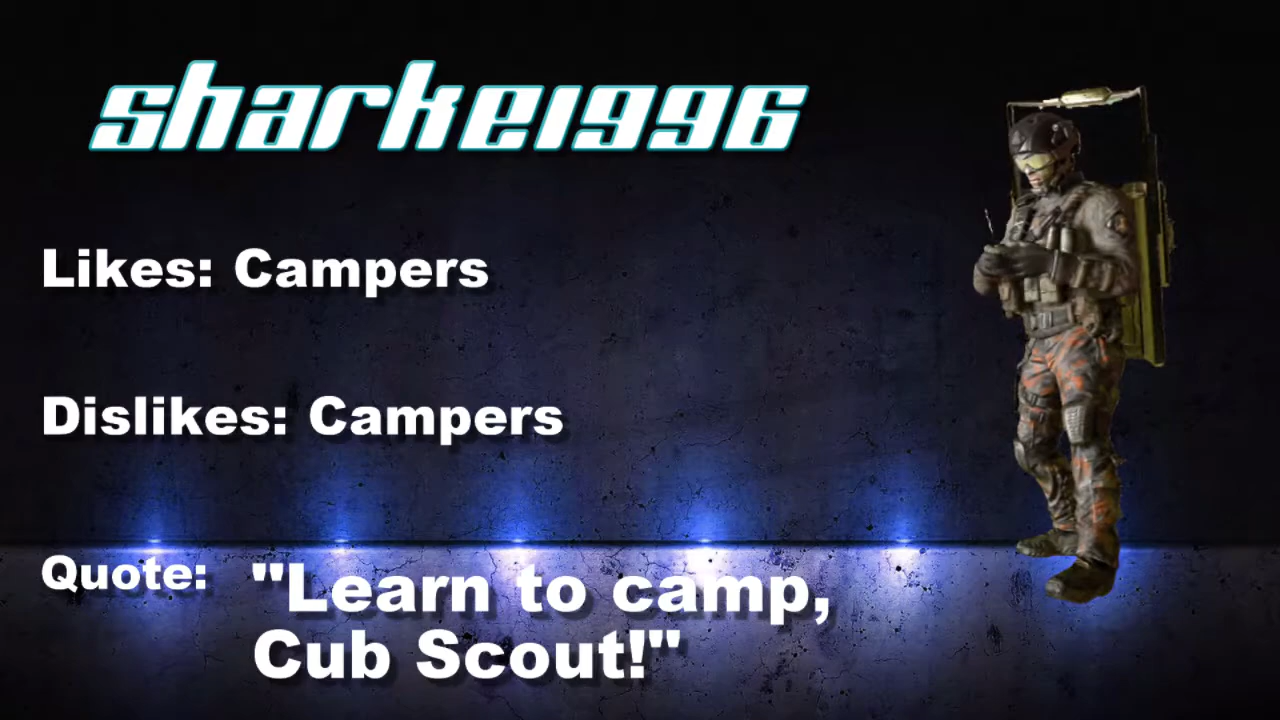 sharke1996
Likes: Campers
Dislikes: Campers
Quote: "Learn to camp,
Cub Scout!"